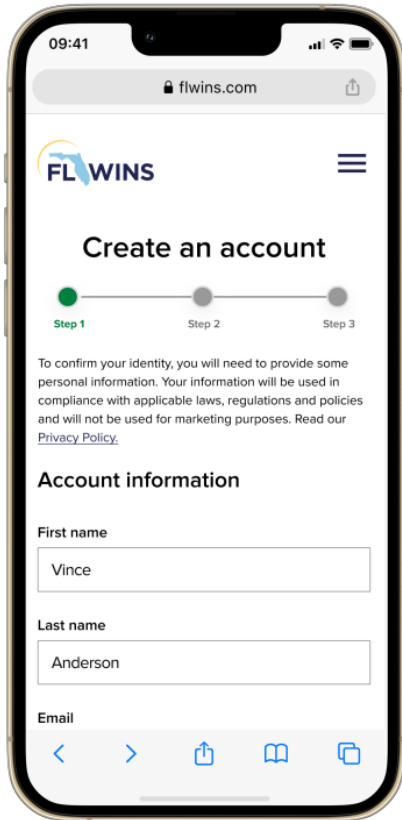 09:41
flwins.com
FL WINS
Create an account
Step 1 Step 2 Step 3
To confirm your identity, you will need to provide some
personal information. Your information will be used in
compliance with applicable laws, regulations and policies
and will not be used for marketing purposes. Read our
Privacy Policy.
Account information
First name
Vince
Last name
Anderson
Email